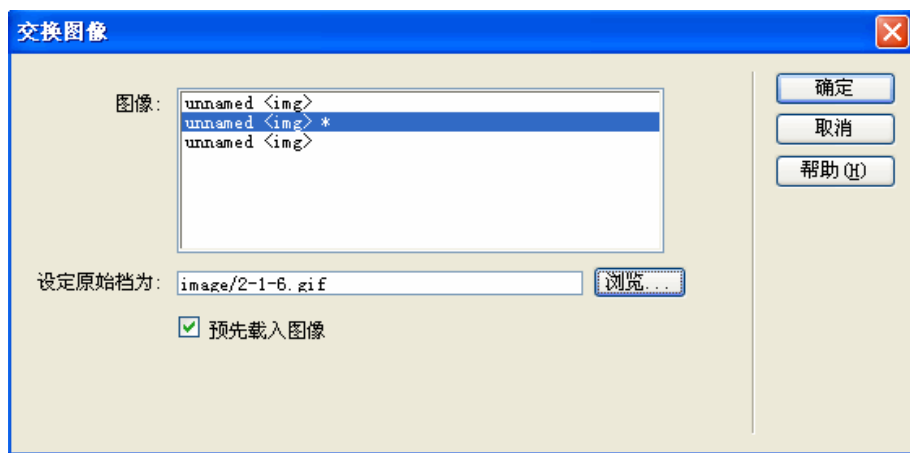 交换图像
图像:
unnamed <img>
unnamed <img> *
unnamed <img>
确定
取消
帮助(H)
设定原始档为:
image/2-1-6.gif
浏览...
预先载入图像